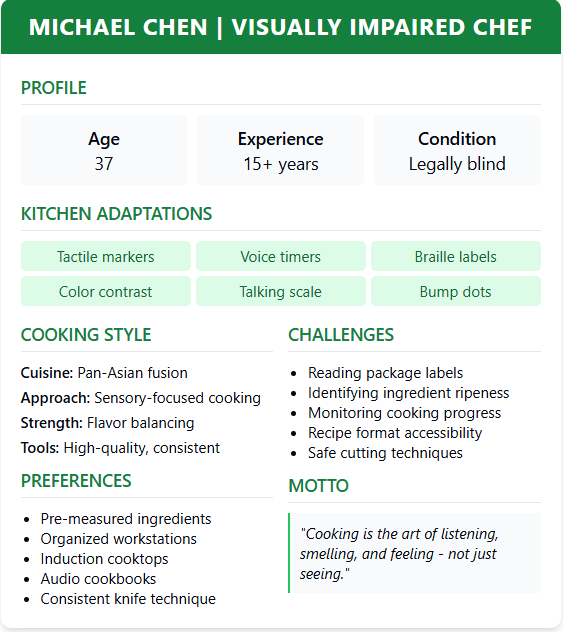 MICHAEL CHEN | VISUALLY IMPAIRED CHEF
PROFILE
Age
37
Experience
15+ years
Condition
Legally blind
KITCHEN ADAPTATIONS
Tactile markers
Voice timers
Braille labels
Color contrast
Talking scale
Bump dots
COOKING STYLE
Cuisine: Pan-Asian fusion
Approach: Sensory-focused cooking
Strength: Flavor balancing
Tools: High-quality, consistent
PREFERENCES
• Pre-measured ingredients
• Organized workstations
• Induction cooktops
• Audio cookbooks
• Consistent knife technique
CHALLENGES
• Reading package labels
• Identifying ingredient ripeness
• Monitoring cooking progress
• Recipe format accessibility
• Safe cutting techniques
MOTTO
"Cooking is the art of listening,
smelling, and feeling - not just
seeing."